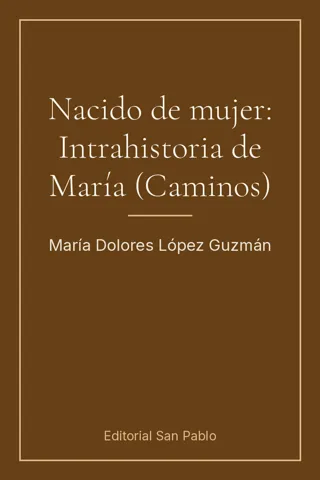 Nacido de mujer:
Intrahistoria de
María (Caminos)
María Dolores López Guzmán
Editorial San Pablo